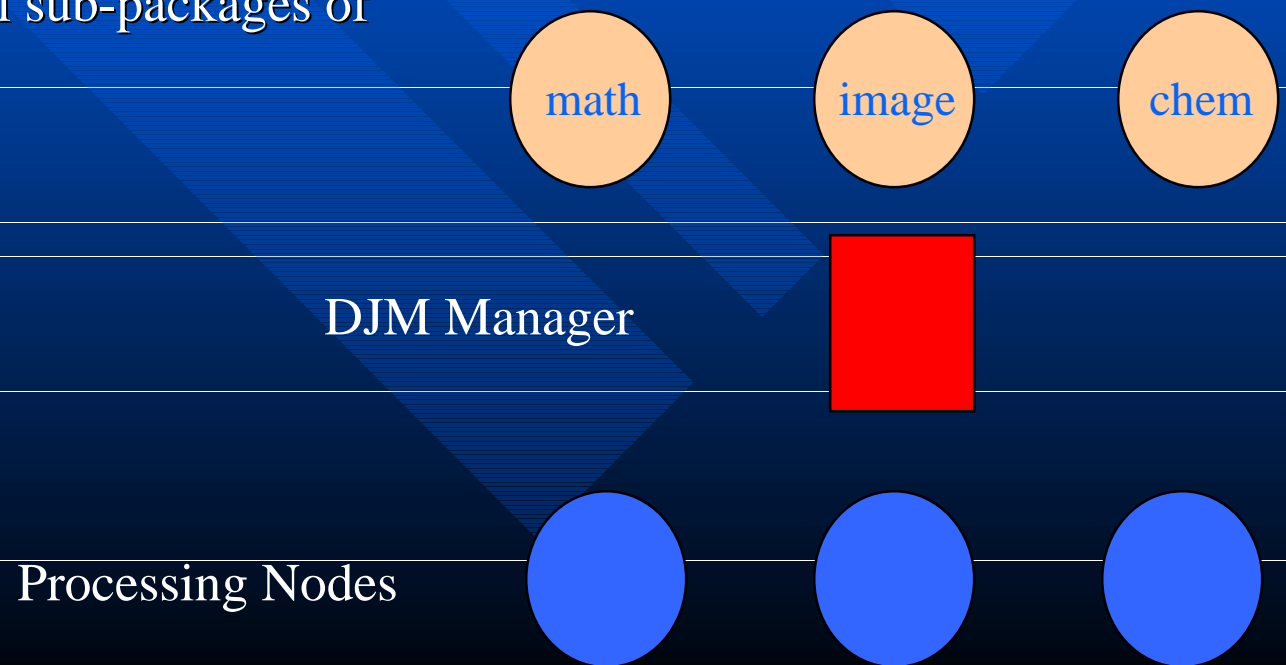 sub-packages of
math image chem
DJM Manager
Processing Nodes